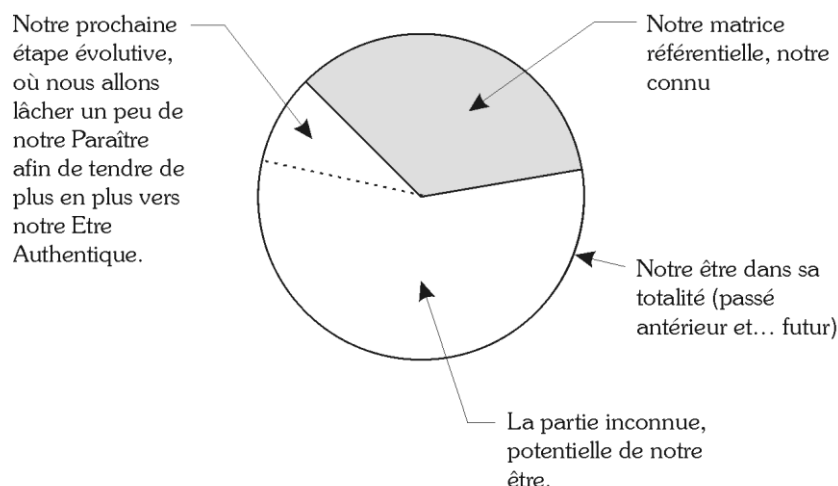 Notre prochaine
étape évolutive,
où nous allons
lâcher un peu de
notre Paraître
afin de tendre de
plus en plus vers
notre Etre
Authentique.
Notre matrice
référentielle, notre
connu
Notre être dans sa
totalité (passé
antérieur et... futur)
La partie inconnue,
potentielle de notre
être.